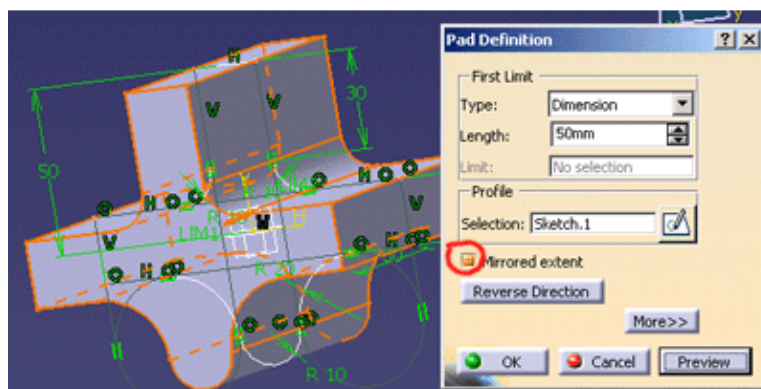 Pad Definition
? X
First Limit
Type: Dimension
Length: 50mm
Limit: No selection
Profile
Selection: Sketch.1
Mirrored extent
Reverse Direction
More>>
OK Cancel Preview
H
V V
30
50
H H
H
V
LIM1
H
V
R 20
H
R 10